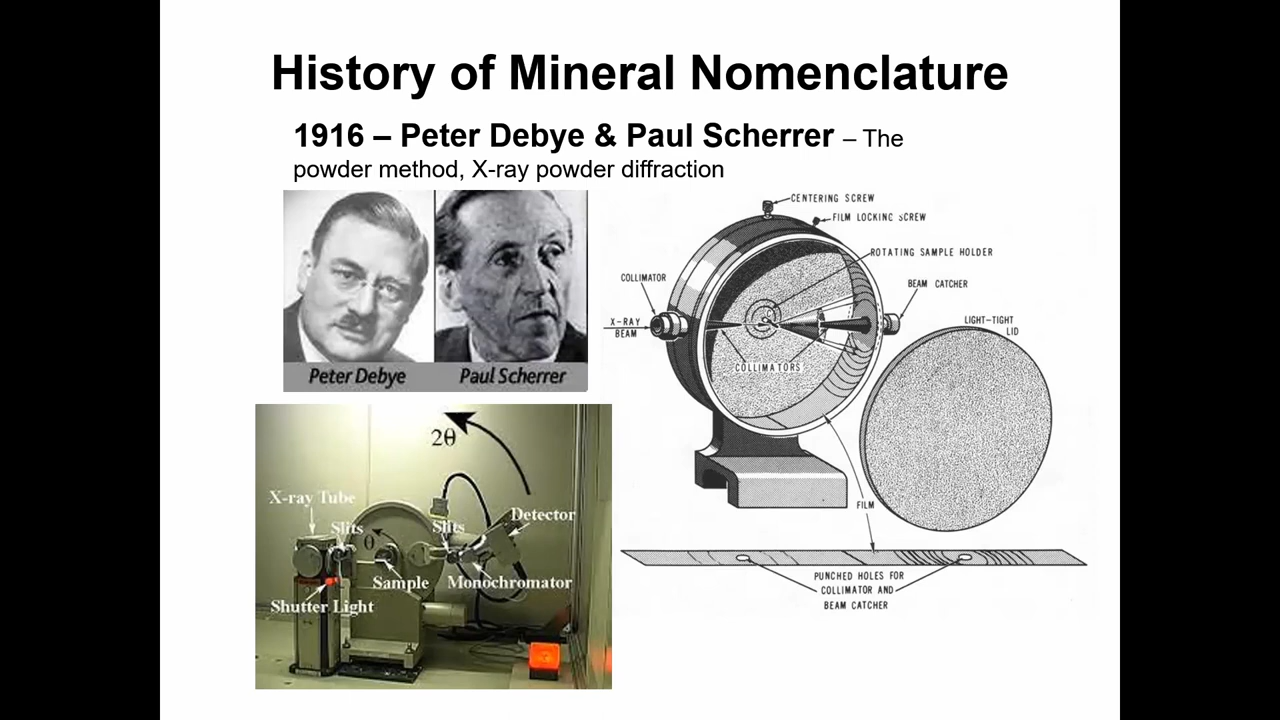 History of Mineral Nomenclature
1916 – Peter Debye & Paul Scherrer – The
powder method, X-ray powder diffraction
Peter Debye
Paul Scherrer
CENTERING SCREW
FILM LOCKING SCREW
ROTATING SAMPLE HOLDER
COLLIMATOR
BEAM CATCHER
X-RAY
BEAM
LIGHT-TIGHT
LID
COLLIMATORS
FILM
PUNCHED HOLES FOR
COLLIMATOR AND
BEAM CATCHER
2θ
X-ray Tube
Slits
Slits
Detector
θ
Sample
Monochromator
Shutter Light